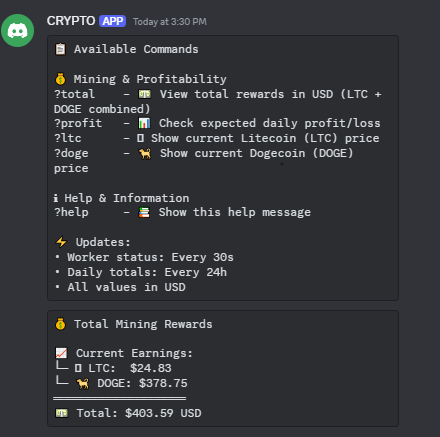 CRYPTO APP Today at 3:30 PM
📋 Available Commands
💰 Mining & Profitability
?total - 💵 View total rewards in USD (LTC +
DOGE combined)
?profit - 📊 Check expected daily profit/loss
?ltc - 🪙 Show current Litecoin (LTC) price
?doge - 🐕 Show current Dogecoin (DOGE)
price
ℹ Help & Information
?help - 📚 Show this help message
⚡ Updates:
• Worker status: Every 30s
• Daily totals: Every 24h
• All values in USD
💰 Total Mining Rewards
📈 Current Earnings:
└─ 🪙 LTC: $24.83
└─ 🐕 DOGE: $378.75
💵 Total: $403.59 USD